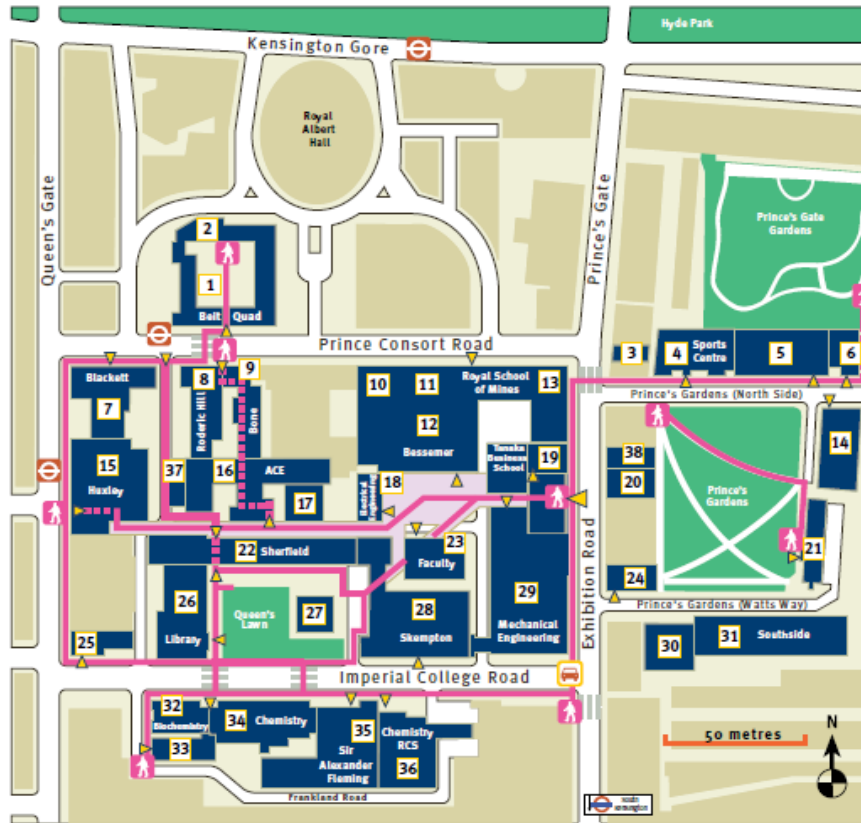 Hyde Park
Kensington Gore
Royal
Albert
Hall
Queen's Gate
Prince's Gate
Prince's Gate
Gardens
2
1
Beit Quad
Prince Consort Road
3
4
Sports
Centre
5
6
Prince's Gardens (North Side)
Blackett
7
8
Roderic Hill
9
Bone
10
11
Royal School
of Mines
13
12
Bessemer
Tanaka
Business
School
19
14
15
Huxley
37
16
ACE
17
18
Electrical
Engineering
38
20
Prince's
Gardens
21
22
Sherfield
23
Faculty
24
Prince's Gardens (Watts Way)
Exhibition Road
26
Library
Queen's
Lawn
27
28
Skempton
29
Mechanical
Engineering
25
30
31
Southside
Imperial College Road
32
Biochemistry
33
34
Chemistry
35
Sir
Alexander
Fleming
Chemistry
RCS
36
Frankland Road
50 metres
N
South
Kensington